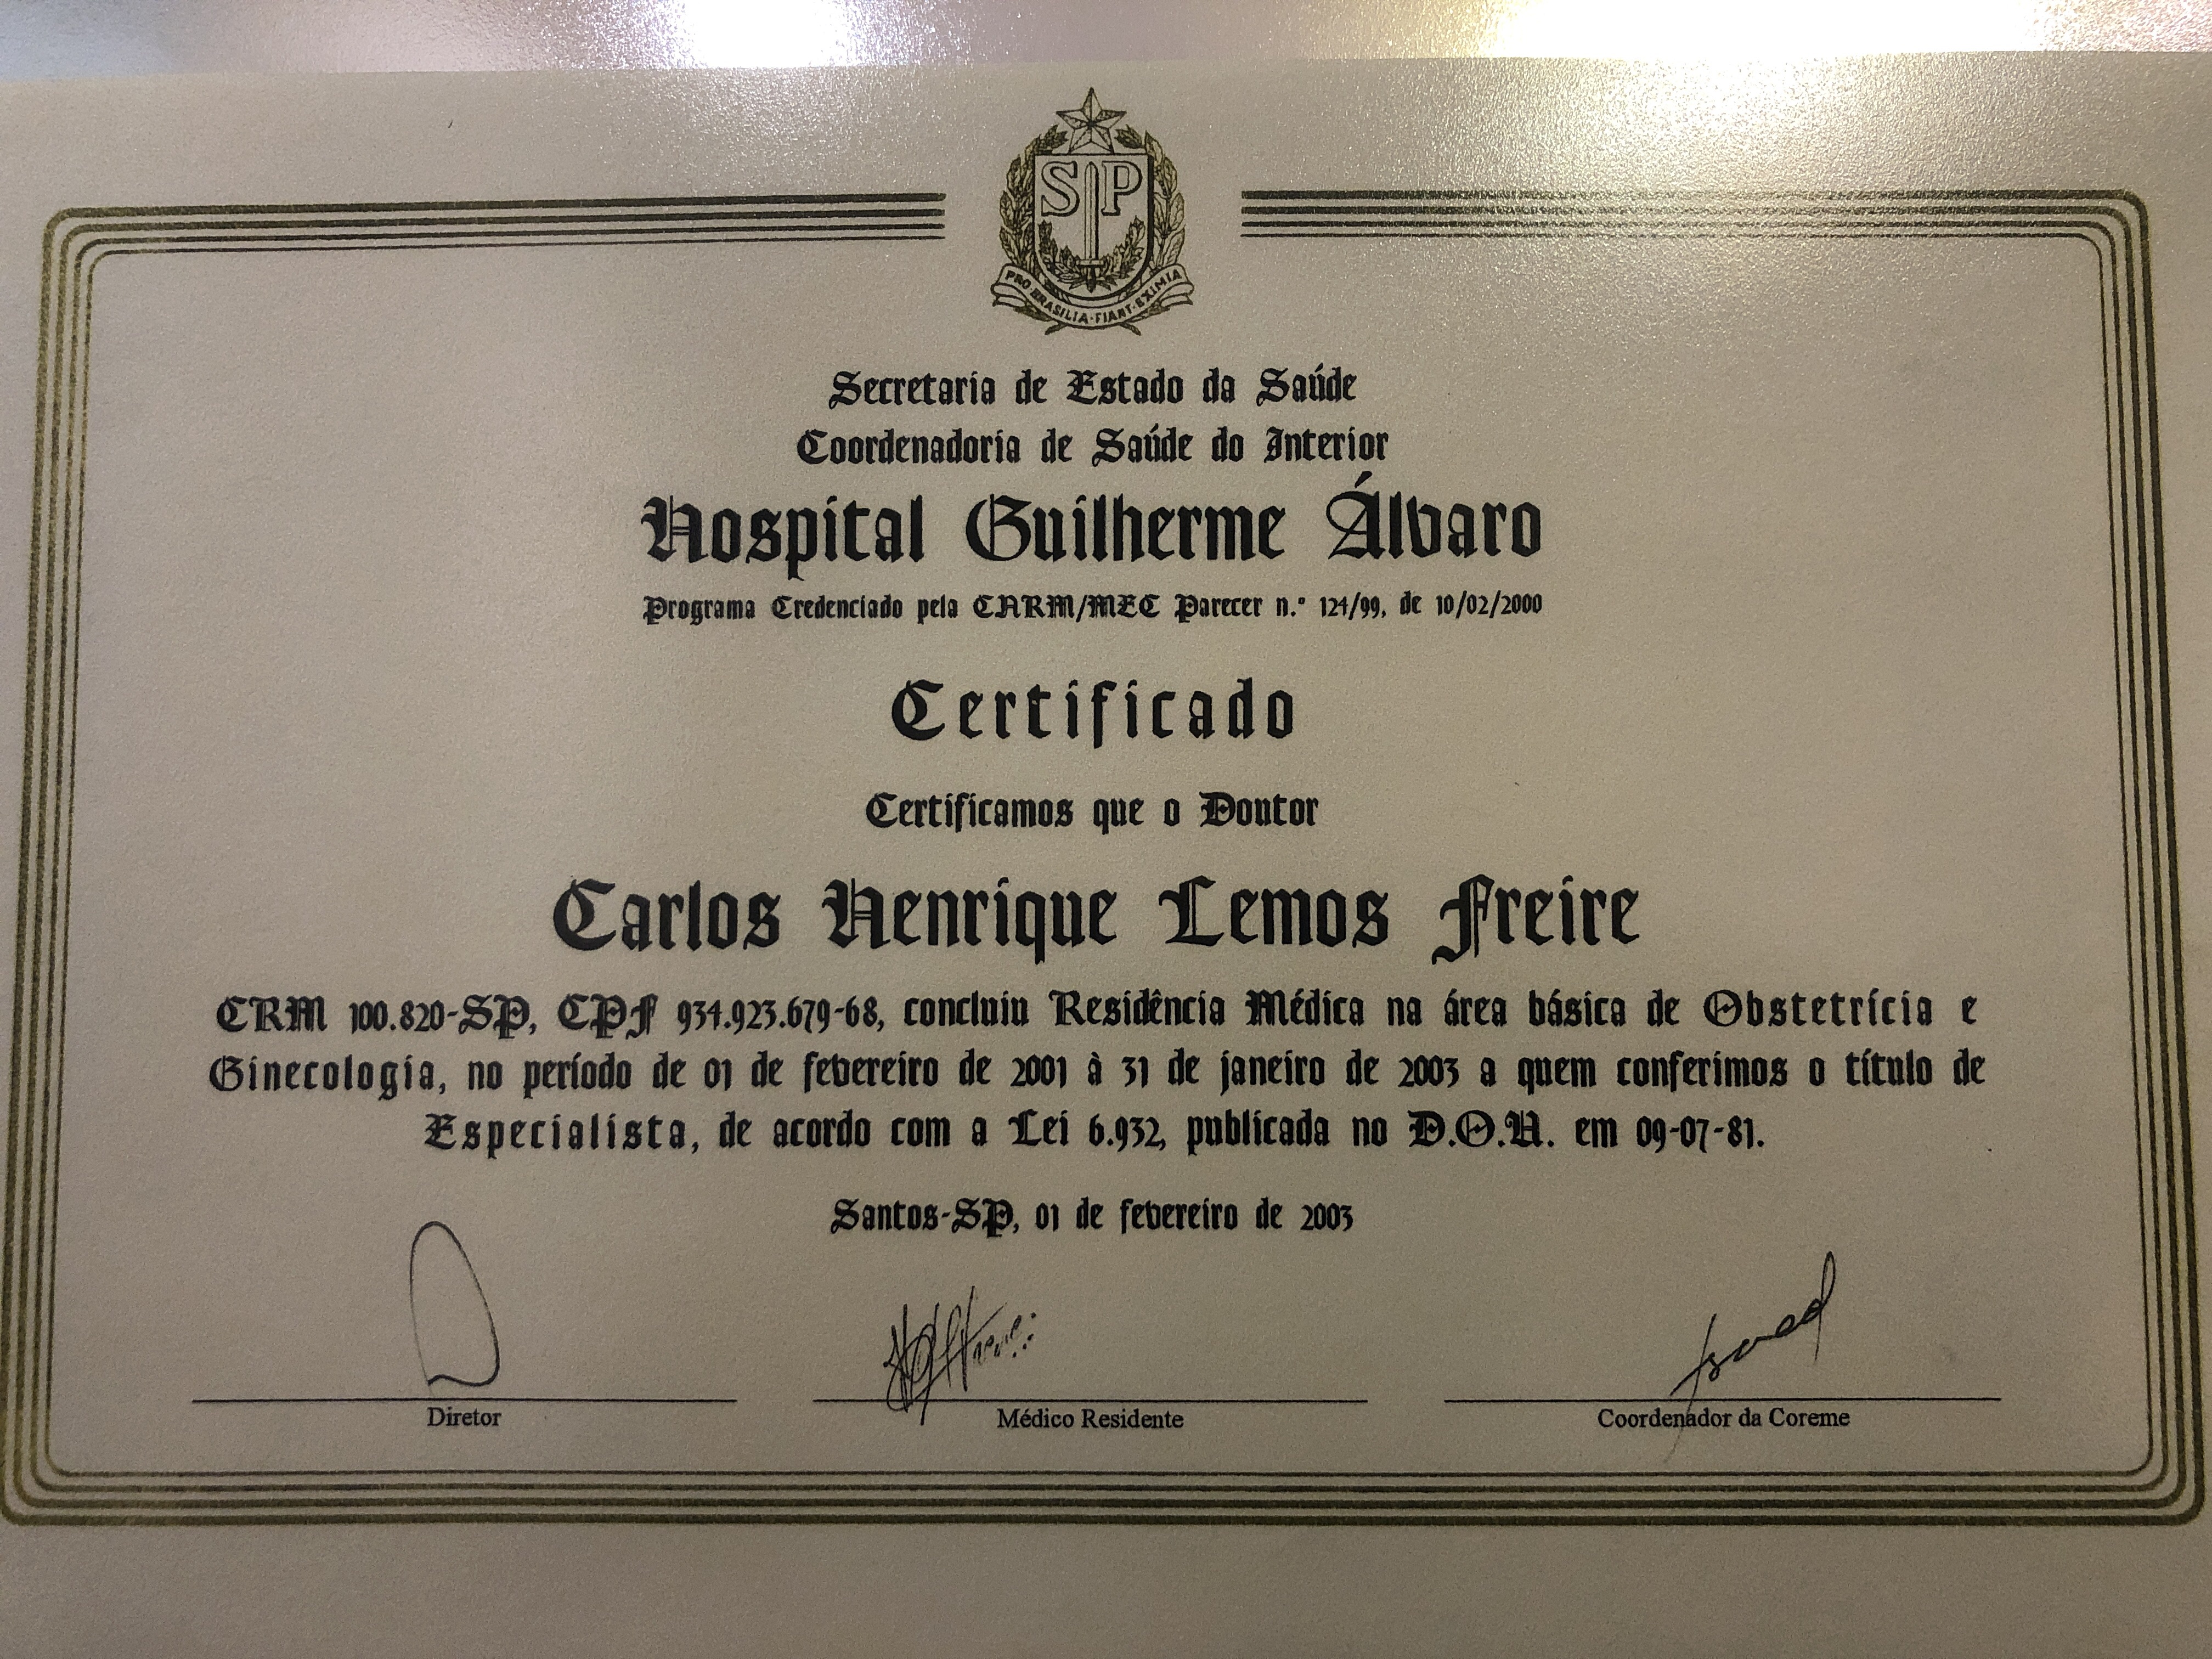 SP
PRO·BRASILIA·FIANT·EXIMIA
Secretaria de Estado da Saúde
Coordenadoria de Saúde do Interior
Hospital Guilherme Álvaro
Programa Credenciado pela CNRM/MEC Parecer n.º 124/99, de 10/02/2000
Certificado
Certificamos que o Doutor
Carlos Henrique Lemos Freire
CRM 100.820-SP, CPF 934.923.679-68, concluiu Residência Médica na área básica de Obstetrícia e
Ginecologia, no período de 01 de fevereiro de 2001 à 31 de janeiro de 2003 a quem conferimos o título de
Especialista, de acordo com a Lei 6.932, publicada no D.O.U. em 09-07-81.
Santos-SP, 01 de fevereiro de 2003
Diretor
Médico Residente
Coordenador da Coreme